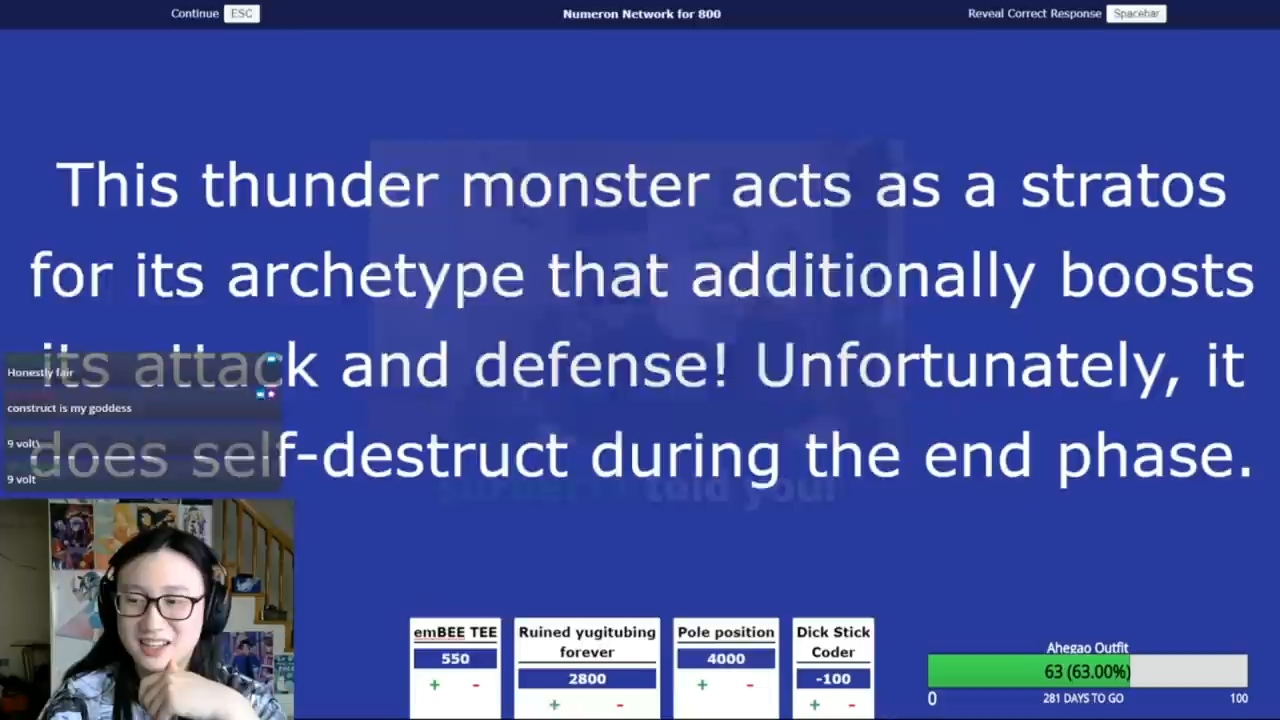 Continue ESC
Numeron Network for 800
Reveal Correct Response Spacebar
This thunder monster acts as a stratos
for its archetype that additionally boosts
its attack and defense! Unfortunately, it
does self-destruct during the end phase.
Honestly fair
construct is my goddess
9 volt\
9 volt
told you!
emBEE TEE
550
+ -
Ruined yugitubing
forever
2800
+ -
Pole position
4000
+ -
Dick Stick
Coder
-100
+ -
Ahegao Outfit
63 (63.00%)
0 281 DAYS TO GO 100